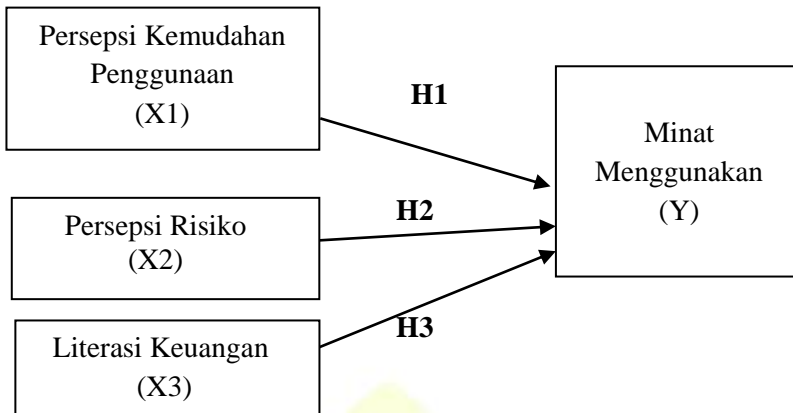 Persepsi Kemudahan
Penggunaan
(X1)
H1
Minat
Menggunakan
(Y)
Persepsi Risiko
(X2)
H2
Literasi Keuangan
(X3)
H3